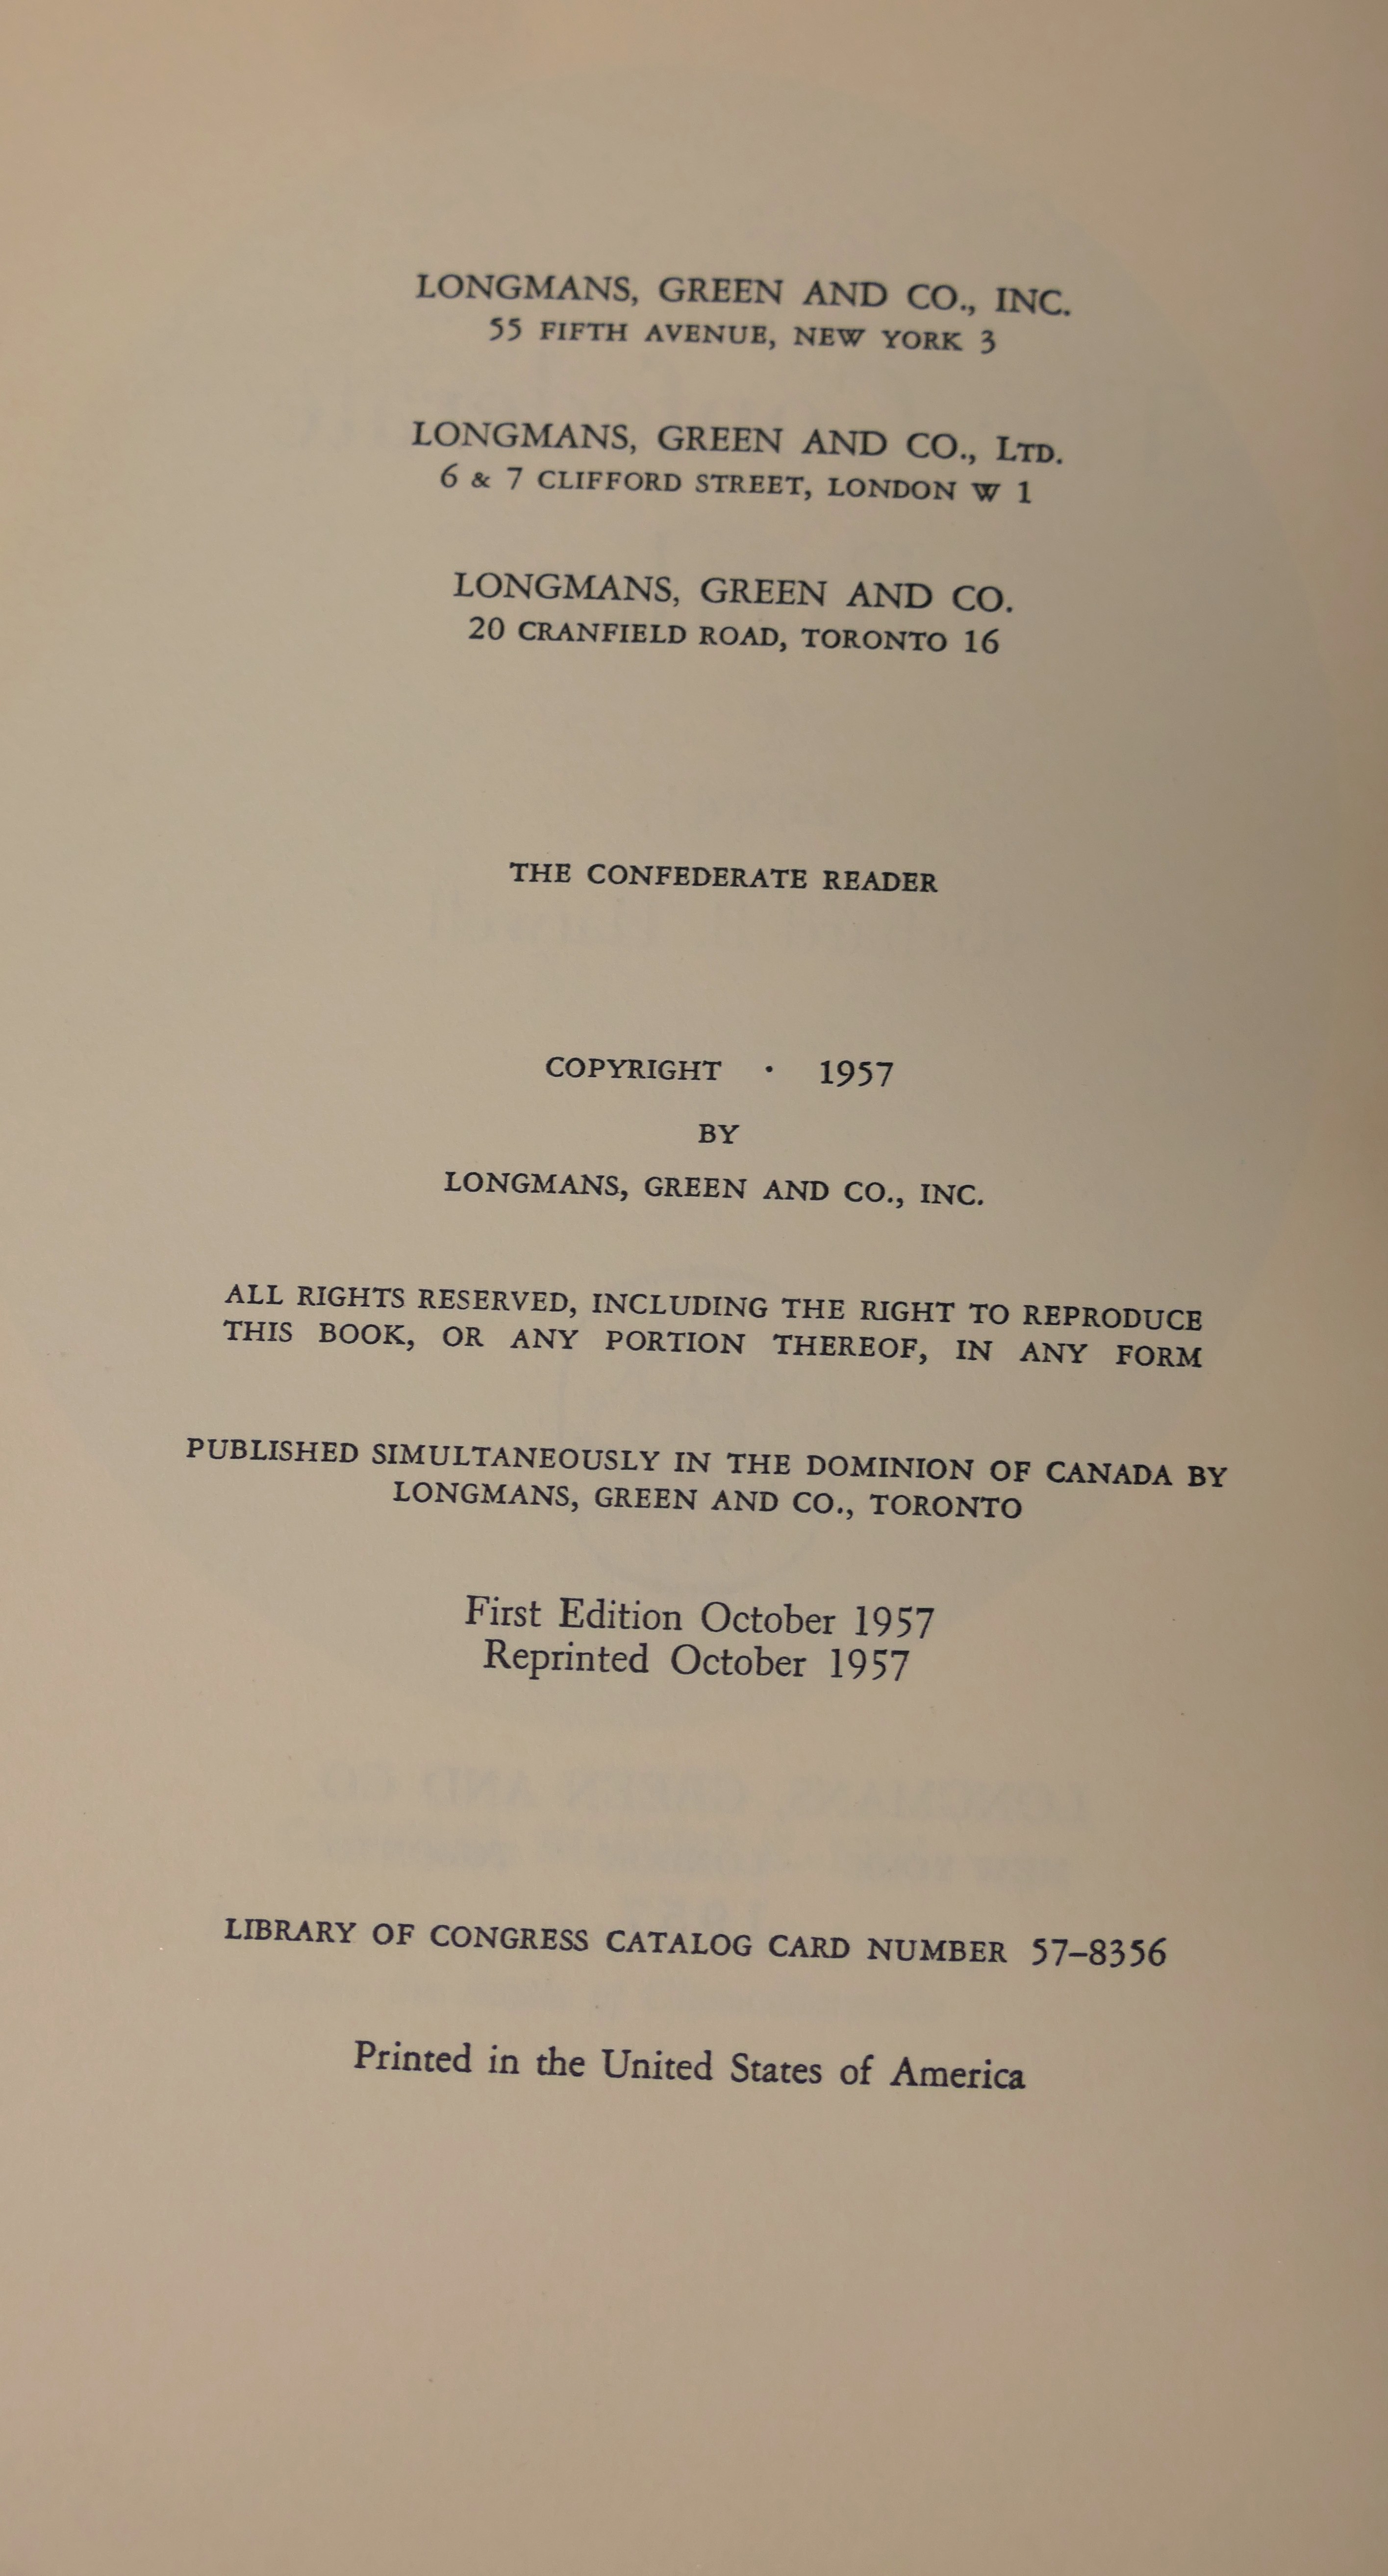 LONGMANS, GREEN AND CO., INC.
55 FIFTH AVENUE, NEW YORK 3
LONGMANS, GREEN AND CO., LTD.
6 & 7 CLIFFORD STREET, LONDON W 1
LONGMANS, GREEN AND CO.
20 CRANFIELD ROAD, TORONTO 16
THE CONFEDERATE READER
COPYRIGHT · 1957
BY
LONGMANS, GREEN AND CO., INC.
ALL RIGHTS RESERVED, INCLUDING THE RIGHT TO REPRODUCE
THIS BOOK, OR ANY PORTION THEREOF, IN ANY FORM
PUBLISHED SIMULTANEOUSLY IN THE DOMINION OF CANADA BY
LONGMANS, GREEN AND CO., TORONTO
First Edition October 1957
Reprinted October 1957
LIBRARY OF CONGRESS CATALOG CARD NUMBER 57–8356
Printed in the United States of America